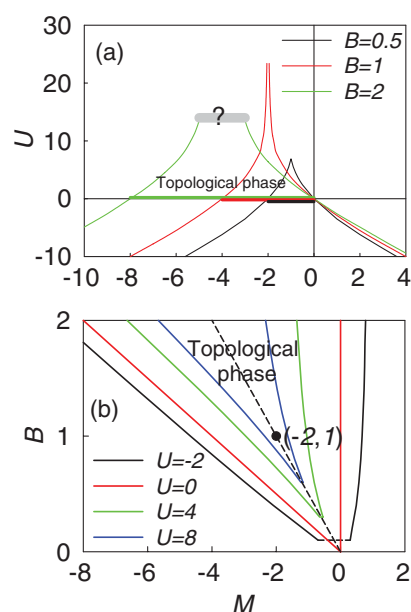 (a)
B=0.5
B=1
B=2
30
20
10
0
-10
U
?
Topological phase
-10 -8 -6 -4 -2 0 2 4
(b)
Topological
phase
(-2,1)
U=-2
U=0
U=4
U=8
2
1
0
B
-8 -6 -4 -2 0 2
M